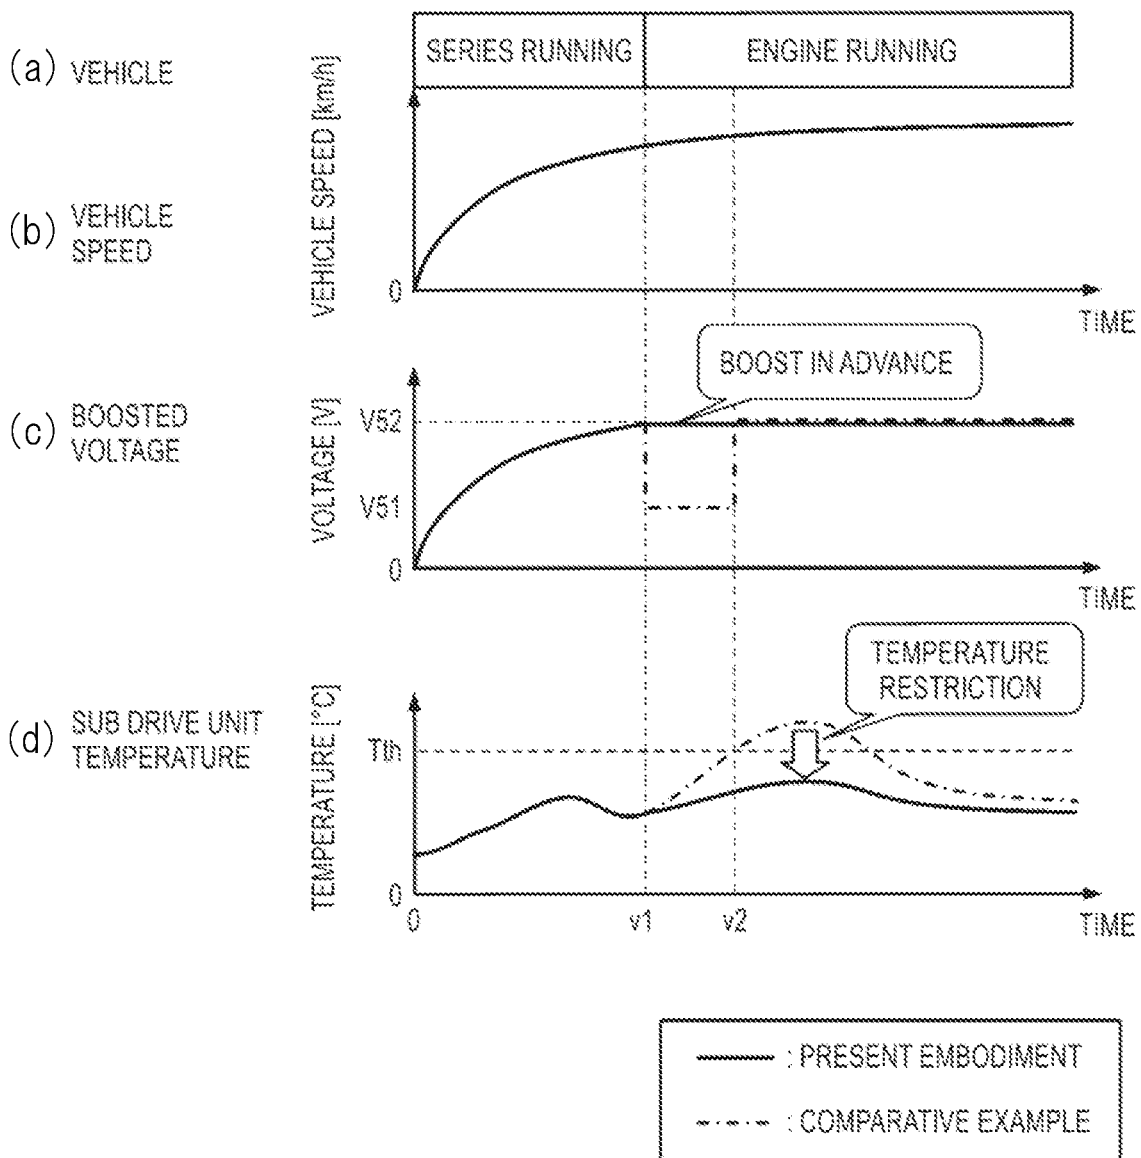 SERIES RUNNING
ENGINE RUNNING
(a) VEHICLE
VEHICLE SPEED [km/h]
(b) VEHICLE
SPEED
0
TIME
BOOST IN ADVANCE
(c) BOOSTED
VOLTAGE
VOLTAGE [V]
V52
V51
0
TIME
TEMPERATURE
RESTRICTION
(d) SUB DRIVE UNIT
TEMPERATURE
TEMPERATURE [°C]
Tth
0
0
v1
v2
TIME
: PRESENT EMBODIMENT
: COMPARATIVE EXAMPLE